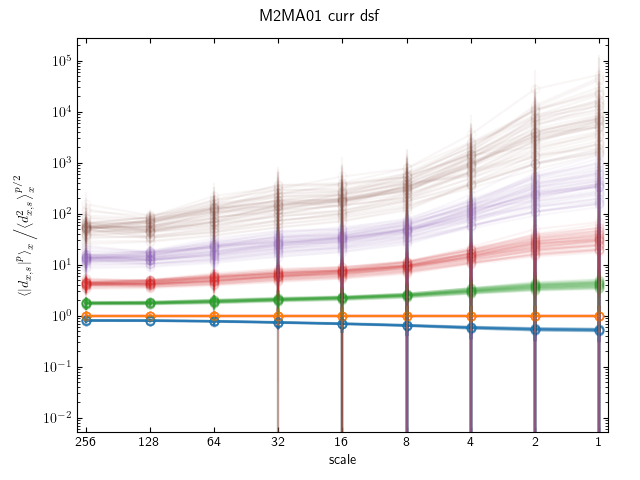 M2MA01 curr dsf
10^5
10^4
10^3
10^2
10^1
10^0
10^-1
10^-2
⟨|d_{x,s}|^p⟩_x / ⟨d_{x,s}^2⟩_x^{p/2}
256 128 64 32 16 8 4 2 1
scale